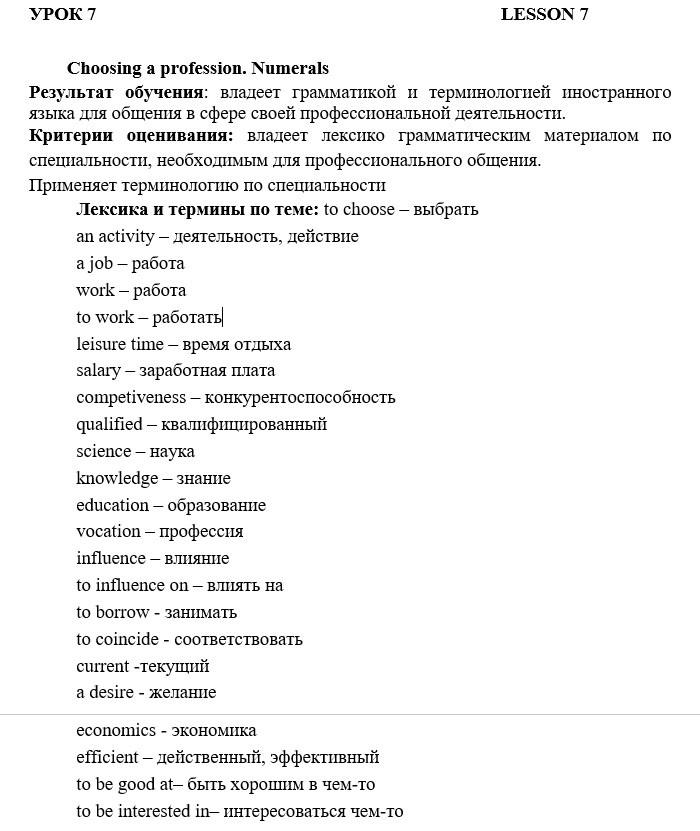 УРОК 7 LESSON 7
Choosing a profession. Numerals
Результат обучения: владеет грамматикой и терминологией иностранного
языка для общения в сфере своей профессиональной деятельности.
Критерии оценивания: владеет лексико грамматическим материалом по
специальности, необходимым для профессионального общения.
Применяет терминологию по специальности
Лексика и термины по теме: to choose – выбрать
an activity – деятельность, действие
a job – работа
work – работа
to work – работать
leisure time – время отдыха
salary – заработная плата
competiveness – конкурентоспособность
qualified – квалифицированный
science – наука
knowledge – знание
education – образование
vocation – профессия
influence – влияние
to influence on – влиять на
to borrow - занимать
to coincide - соответствовать
current -текущий
a desire - желание
economics - экономика
efficient – действенный, эффективный
to be good at– быть хорошим в чем-то
to be interested in– интересоваться чем-то